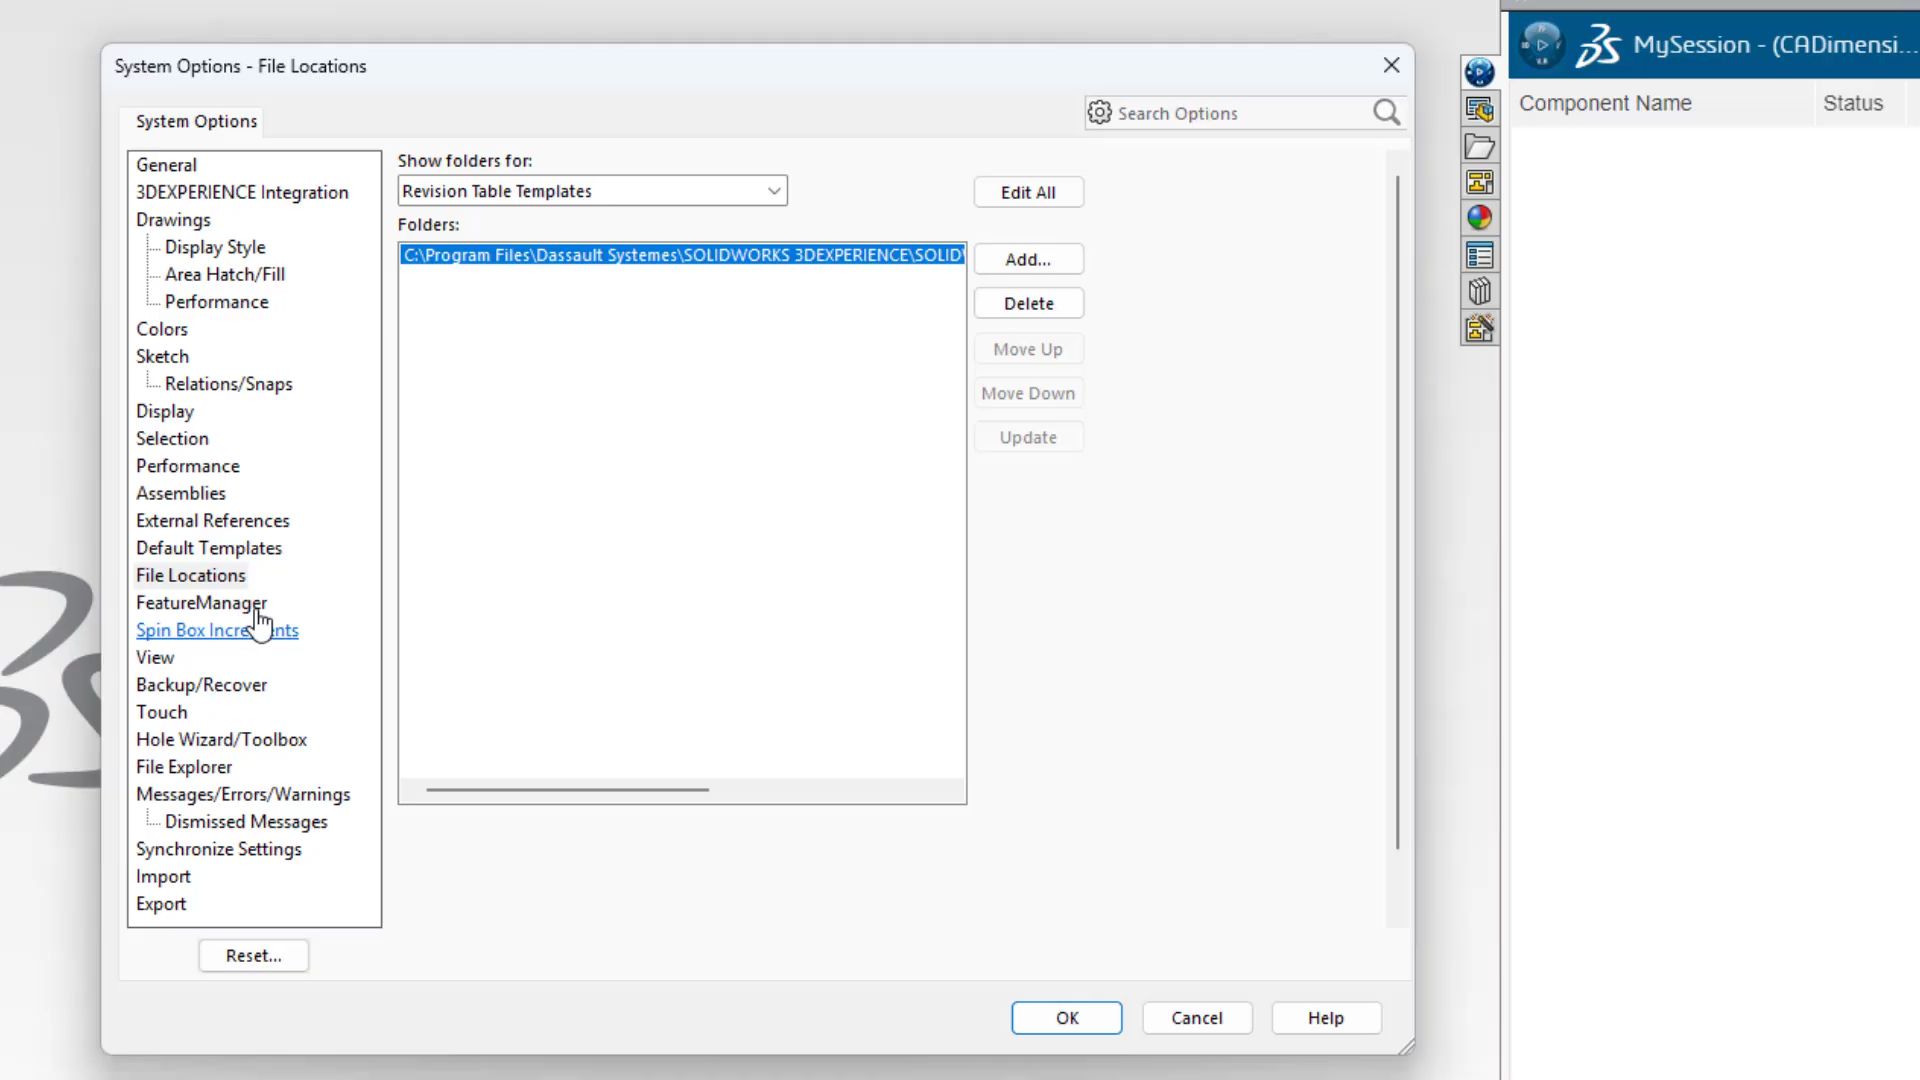 System Options - File Locations
System Options
Search Options
General
3DEXPERIENCE Integration
Drawings
Display Style
Area Hatch/Fill
Performance
Colors
Sketch
Relations/Snaps
Display
Selection
Performance
Assemblies
External References
Default Templates
File Locations
FeatureManager
Spin Box Increments
View
Backup/Recover
Touch
Hole Wizard/Toolbox
File Explorer
Messages/Errors/Warnings
Dismissed Messages
Synchronize Settings
Import
Export
Reset...
Show folders for:
Revision Table Templates
Folders:
C:\Program Files\Dassault Systemes\SOLIDWORKS 3DEXPERIENCE\SOLID
Edit All
Add...
Delete
Move Up
Move Down
Update
OK
Cancel
Help
MySession - (CADimensi...
Component Name
Status